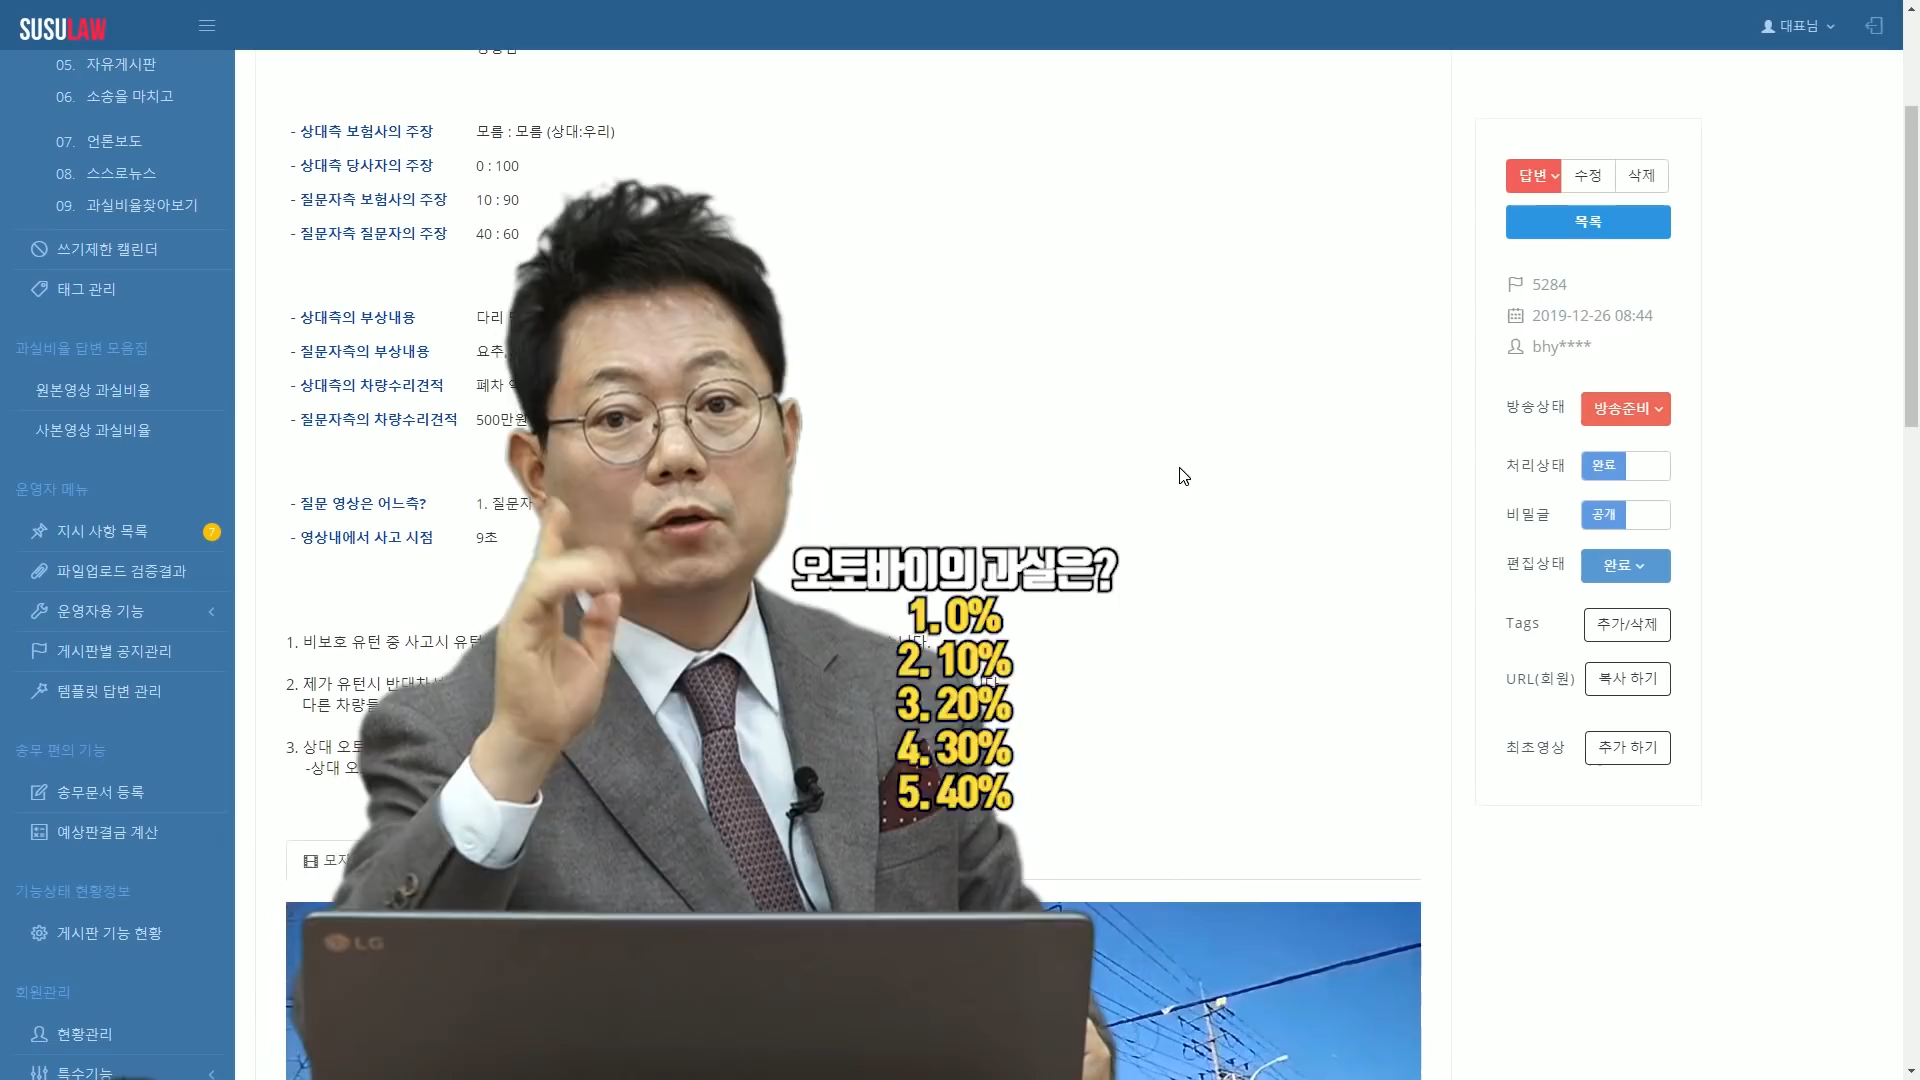 SUSULAW
대표님
05. 자유게시판
06. 소송을 마치고
07. 언론보도
08. 스스로뉴스
09. 과실비율찾아보기
쓰기제한 캘린더
태그 관리
과실비율 답변 모음집
원본영상 과실비율
사본영상 과실비율
운영자 메뉴
지시 사항 목록 7
파일업로드 검증결과
운영자용 기능
게시판별 공지관리
템플릿 답변 관리
송무 편의 기능
송무문서 등록
예상판결금 계산
기능상태 현황정보
게시판 기능 현황
회원관리
현황관리
특수기능
- 상대측 보험사의 주장 모름 : 모름 (상대:우리)
- 상대측 당사자의 주장 0 : 100
- 질문자측 보험사의 주장 10 : 90
- 질문자측 질문자의 주장 40 : 60
- 상대측의 부상내용 다리
- 질문자측의 부상내용 요추,
- 상대측의 차량수리견적 폐차
- 질문자측의 차량수리견적 500만원
- 질문 영상은 어느측? 1. 질문자
- 영상내에서 사고 시점 9초
1. 비보호 유턴 중 사고시 유턴
2. 제가 유턴시 반대차
다른 차량들
3. 상대 오토
-상대 오
오토바이의 과실은?
1. 0%
2. 10%
3. 20%
4. 30%
5. 40%
LG
답변 수정 삭제
목록
5284
2019-12-26 08:44
bhy****
방송상태 방송준비
처리상태 완료
비밀글 공개
편집상태 완료
Tags 추가/삭제
URL(회원) 복사 하기
최초영상 추가 하기